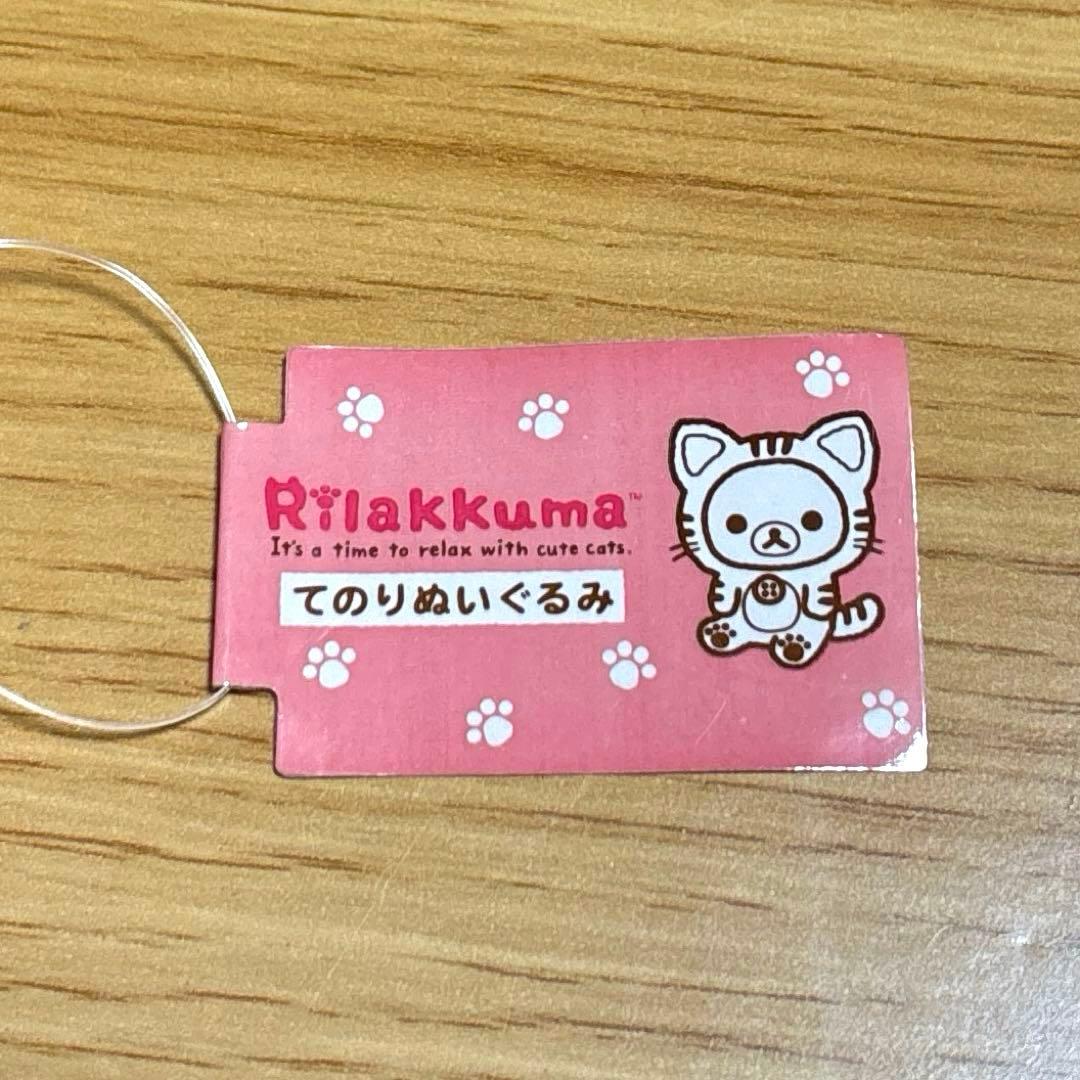 Rilakkuma™
It's a time to relax with cute cats.
てのりぬいぐるみ